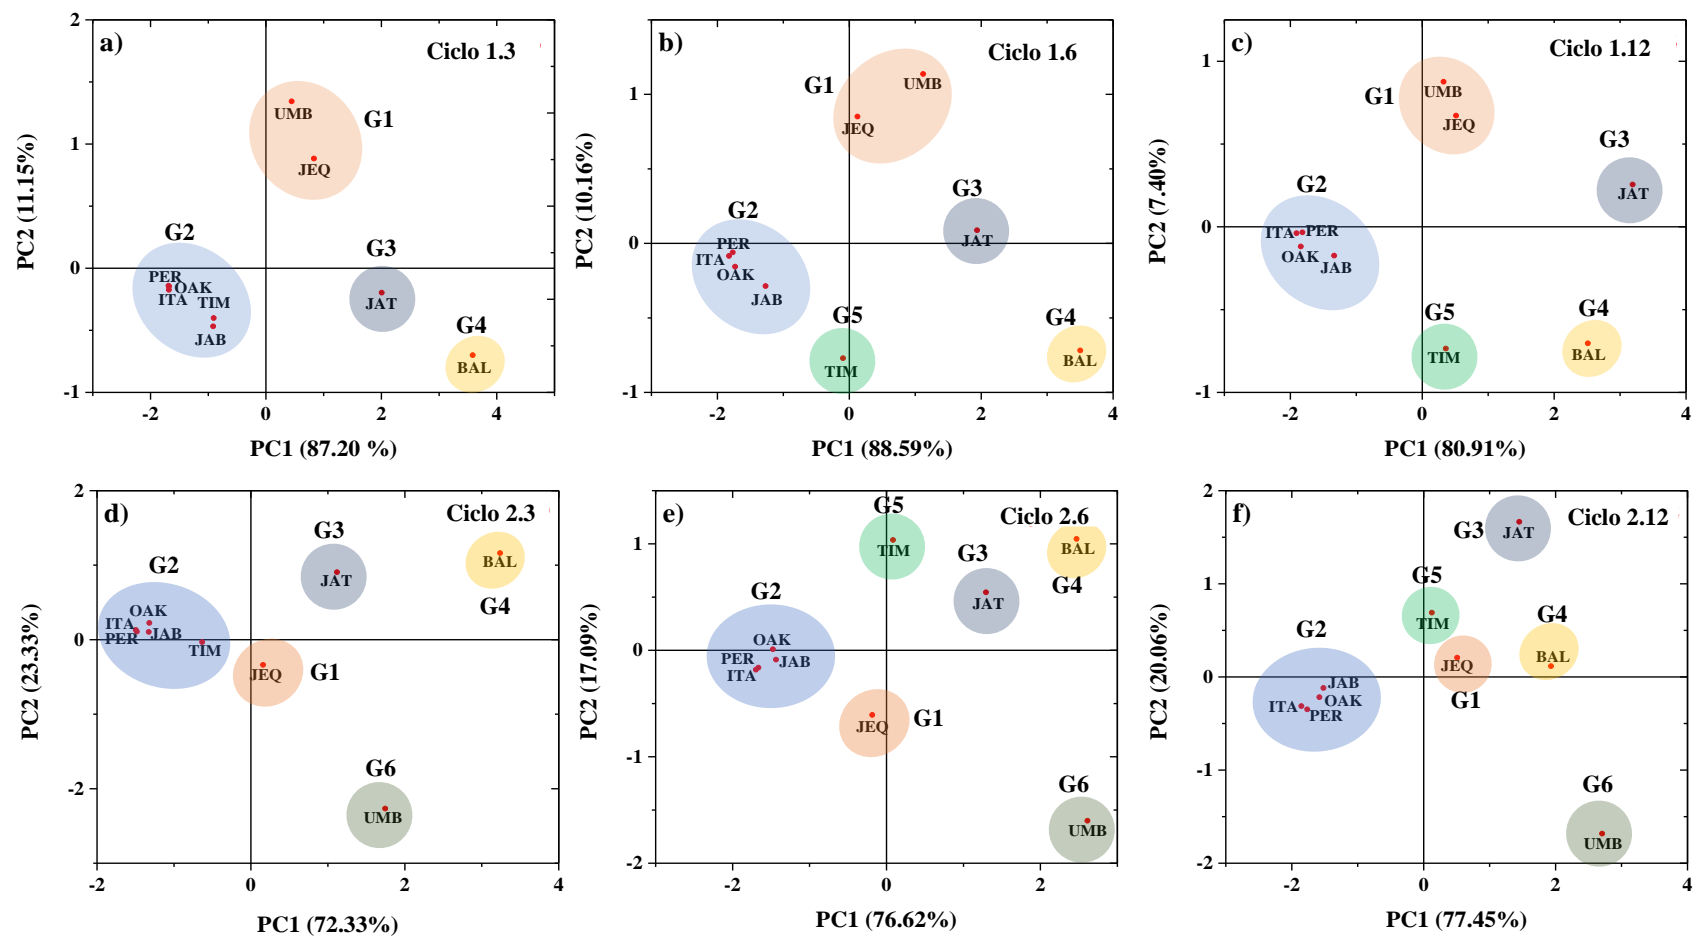 a)
Ciclo 1.3
G1
UMB
JEQ
G2
PER
OAK
ITA
TIM
JAB
G3
JAT
G4
BAL
2
1
0
-1
-2
0
2
4
PC2 (11.15%)
PC1 (87.20 %)
b)
Ciclo 1.6
G1
UMB
JEQ
G2
PER
ITA
OAK
JAB
G3
JAT
G5
TIM
G4
BAL
1
0
-1
-2
0
2
4
PC2 (10.16%)
PC1 (88.59%)
c)
Ciclo 1.12
G1
UMB
JEQ
G3
JAT
G2
ITA
PER
OAK
JAB
G5
TIM
G4
BAL
1
0
-1
-2
0
2
4
PC2 (7.40%)
PC1 (80.91%)
d)
Ciclo 2.3
G3
JAT
BAL
G4
G2
OAK
ITA
PER
JAB
TIM
JEQ
G1
G6
UMB
2
0
-2
-2
0
2
4
PC2 (23.33%)
PC1 (72.33%)
e)
Ciclo 2.6
G5
TIM
BAL
G4
G3
JAT
G2
OAK
PER
JAB
ITA
JEQ
G1
G6
UMB
1
0
-1
-2
-2
0
2
PC2 (17.09%)
PC1 (76.62%)
f)
Ciclo 2.12
G3
JAT
G5
TIM
G4
BAL
JEQ
G1
G2
JAB
OAK
ITA
PER
G6
UMB
2
1
0
-1
-2
-2
0
2
4
PC2 (20.06%)
PC1 (77.45%)